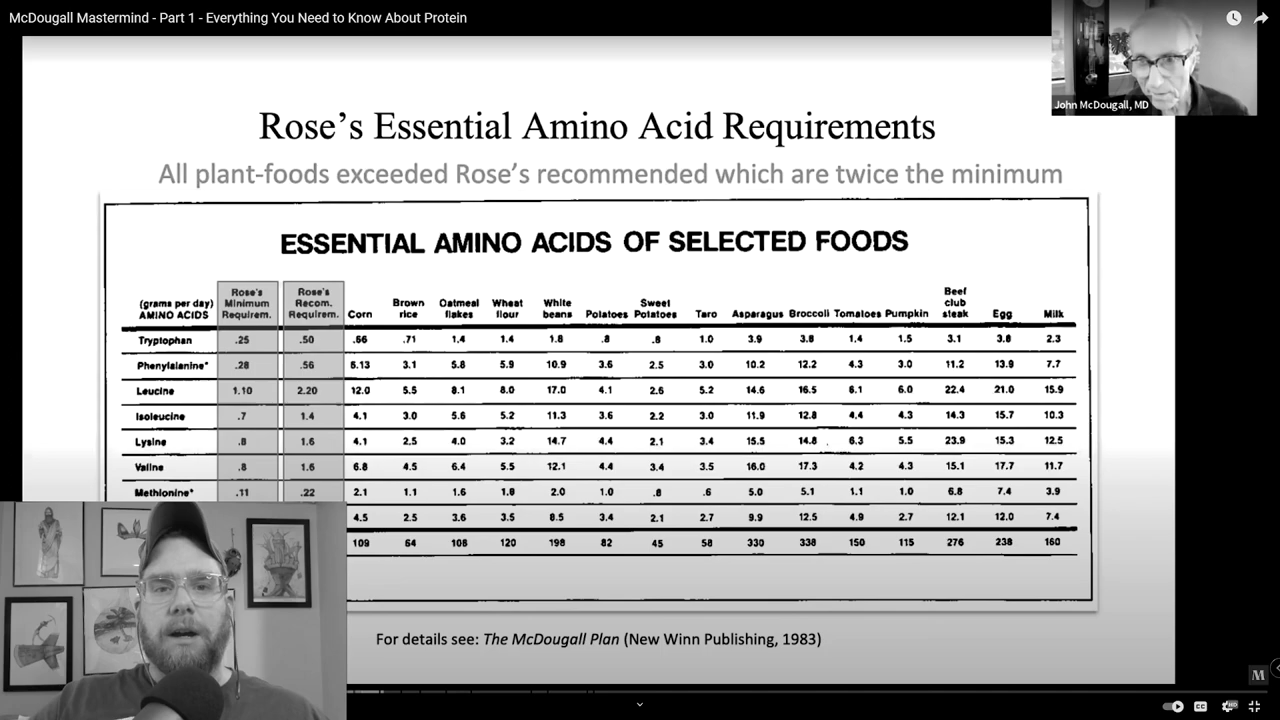 McDougall Mastermind - Part 1 - Everything You Need to Know About Protein
John McDougall, MD
Rose's Essential Amino Acid Requirements
All plant-foods exceeded Rose's recommended which are twice the minimum
ESSENTIAL AMINO ACIDS OF SELECTED FOODS
(grams per day) AMINO ACIDS Rose's Minimum Requirem. Rose's Recom. Requirem. Corn Brown rice Oatmeal flakes Wheat flour White beans Potatoes Sweet Potatoes Taro Asparagus Broccoli Tomatoes Pumpkin Beef club steak Egg Milk
Tryptophan .25 .50 .66 .71 1.4 1.4 1.8 .8 .8 1.0 3.9 3.8 1.4 1.5 3.1 3.8 2.3
Phenylalanine* .28 .56 6.13 3.1 5.8 5.9 10.9 3.6 2.5 3.0 10.2 12.2 4.3 3.0 11.2 13.9 7.7
Leucine 1.10 2.20 12.0 5.5 8.1 8.0 17.0 4.1 2.6 5.2 14.6 16.5 6.1 6.0 22.4 21.0 15.9
Isoleucine .7 1.4 4.1 3.0 5.6 5.2 11.3 3.6 2.2 3.0 11.9 12.8 4.4 4.3 14.3 15.7 10.3
Lysine .8 1.6 4.1 2.5 4.0 3.2 14.7 4.4 2.1 3.4 15.5 14.8 6.3 5.5 23.9 15.3 12.5
Valine .8 1.6 6.8 4.5 6.4 5.5 12.1 4.4 3.4 3.5 16.0 17.3 4.2 4.3 15.1 17.7 11.7
Methionine* .11 .22 2.1 1.1 1.6 1.8 2.0 1.0 .8 .6 5.0 5.1 1.1 1.0 6.8 7.4 3.9
4.5 2.5 3.6 3.5 8.5 3.4 2.1 2.7 9.9 12.5 4.9 2.7 12.1 12.0 7.4
109 64 108 120 198 82 45 58 330 338 150 115 276 238 160
For details see: The McDougall Plan (New Winn Publishing, 1983)
M
CC
HD